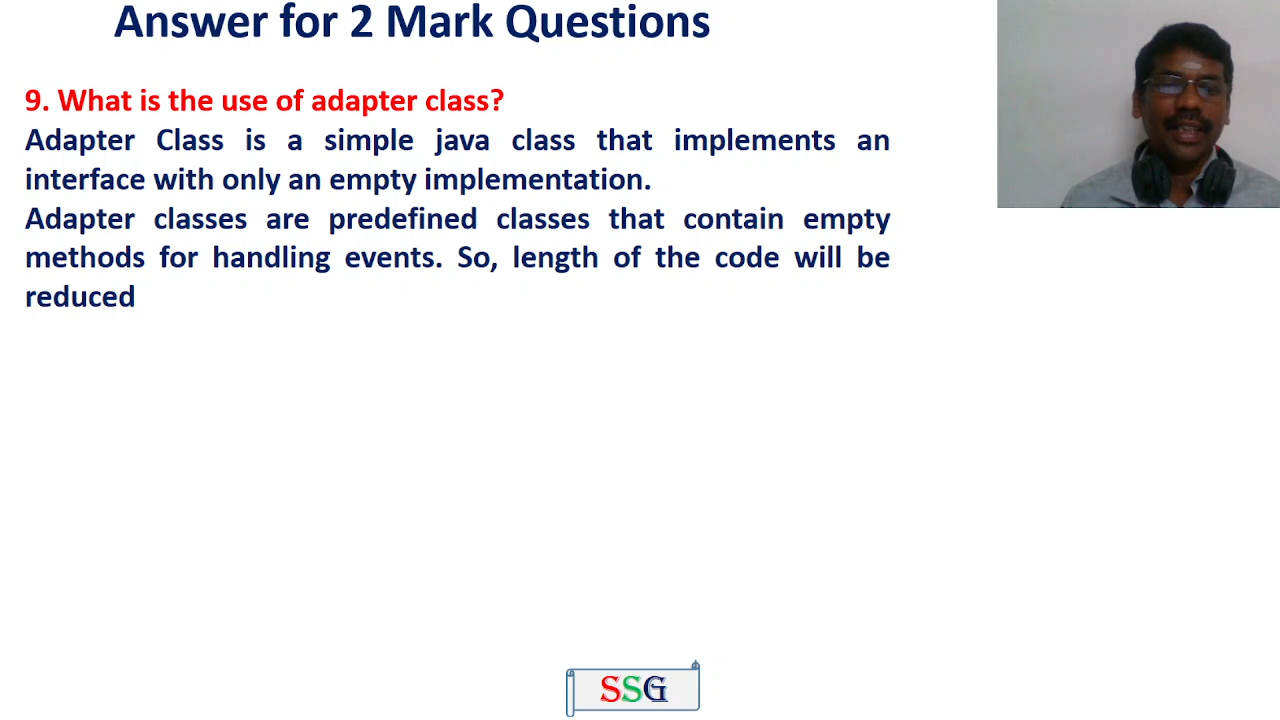 Answer for 2 Mark Questions
9. What is the use of adapter class?
Adapter Class is a simple java class that implements an
interface with only an empty implementation.
Adapter classes are predefined classes that contain empty
methods for handling events. So, length of the code will be
reduced
SSG